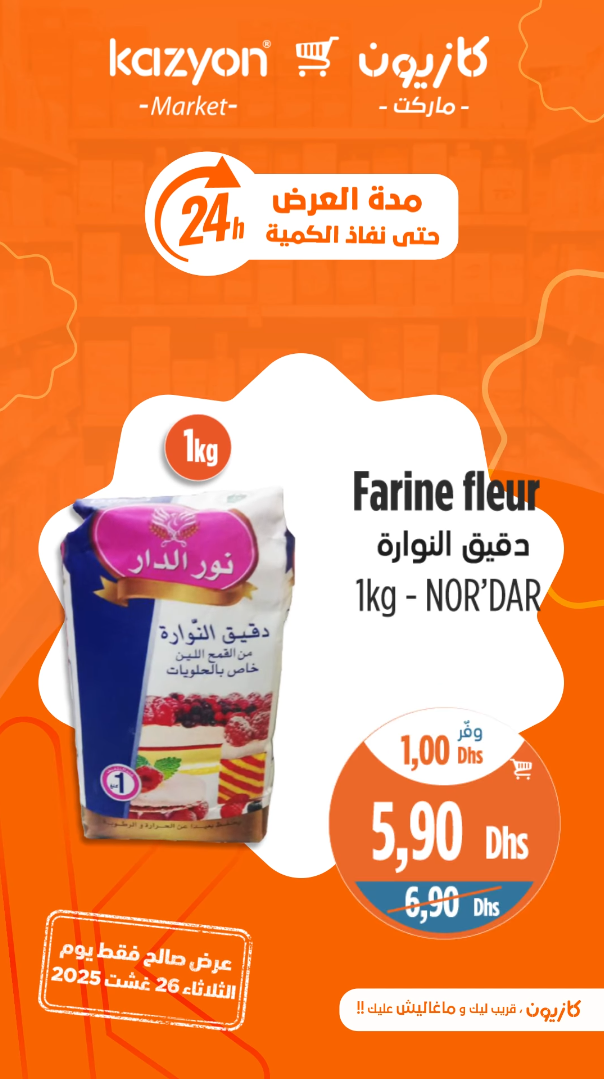 kazyon®
كازيون
-Market-
- ماركت -
24h
مدة العرض
حتى نفاذ الكمية
1kg
Farine fleur
دقيق النوارة
1kg - NOR'DAR
نور الدار
دقيق النّوارة
من القمح اللين
خاص بالحلويات
1
وفّر
1,00 Dhs
5,90 Dhs
6,90 Dhs
عرض صالح فقط يوم
الثلاثاء 26 غشت 2025
كازيون ، قريب ليك و ماغاليش عليك !!